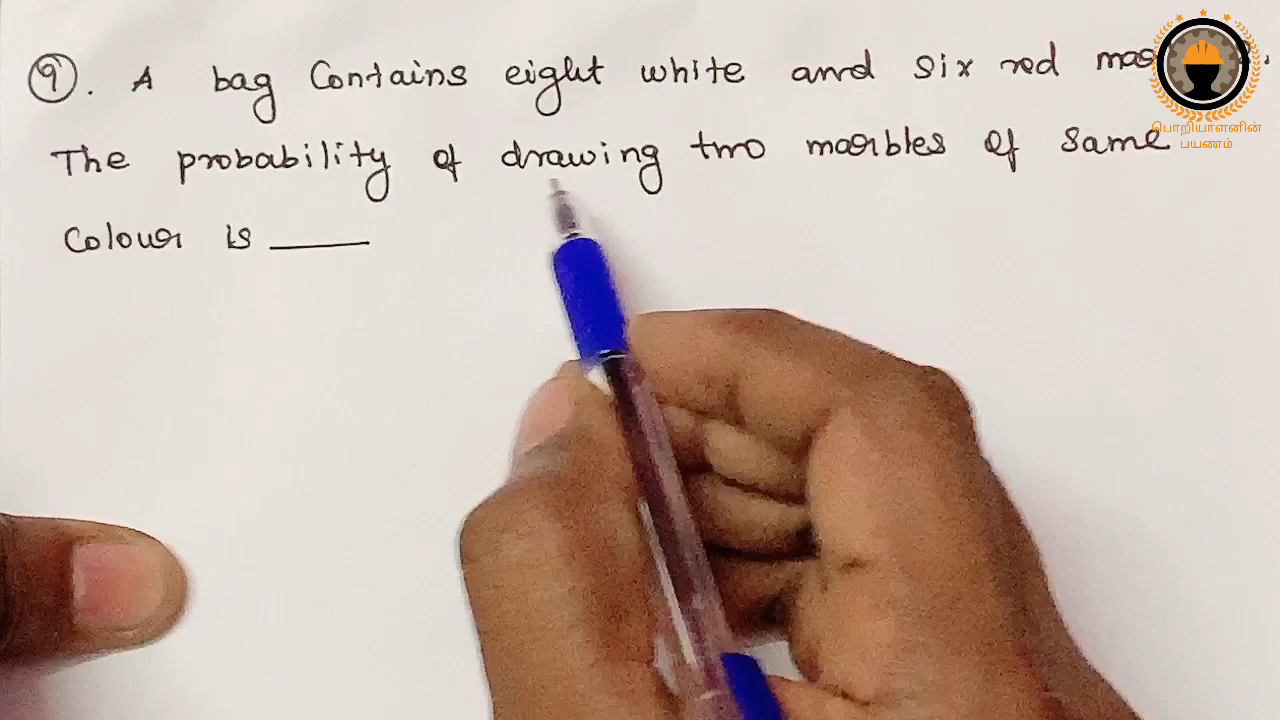 9. A bag contains eight white and six red
The probability of drawing two marbles of same
colour is ____
பொறியாளனின்
பயணம்